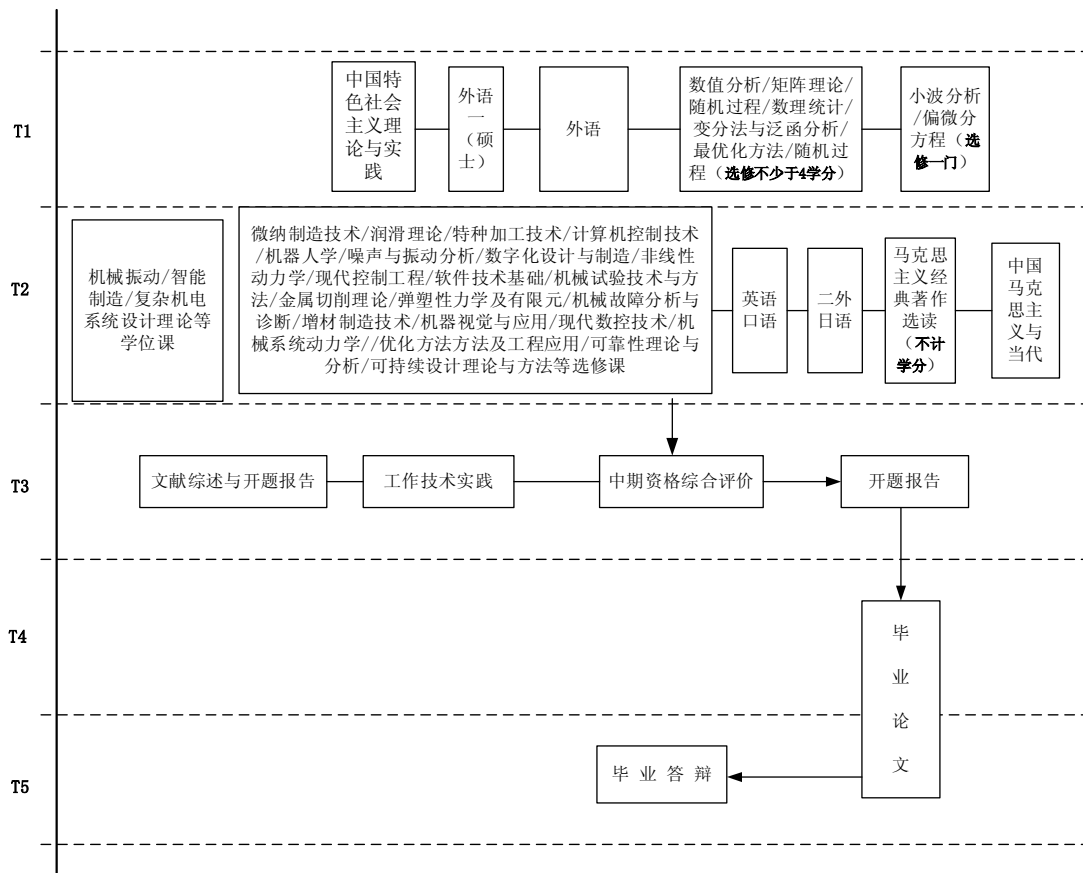 T1
中国特
色社会
主义理
论与实
践
外语
一
（硕
士）
外语
数值分析/矩阵理论/
随机过程/数理统计/
变分法与泛函分析/
最优化方法/随机过
程（选修不少于4学分）
小波分析
/偏微分
方程（选
修一门）
T2
机械振动/智能
制造/复杂机电
系统设计理论等
学位课
微纳制造技术/润滑理论/特种加工技术/计算机控制技术
/机器人学/噪声与振动分析/数字化设计与制造/非线性
动力学/现代控制工程/软件技术基础/机械试验技术与方
法/金属切削理论/弹塑性力学及有限元/机械故障分析与
诊断/增材制造技术/机器视觉与应用/现代数控技术/机
械系统动力学//优化方法方法及工程应用/可靠性理论与
分析/可持续设计理论与方法等选修课
英语
口语
二外
日语
马克思
主义经
典著作
选读
（不计
学分）
中国
马克
思主
义与
当代
T3
文献综述与开题报告
工作技术实践
中期资格综合评价
开题报告
T4
毕
业
论
文
T5
毕 业 答 辩